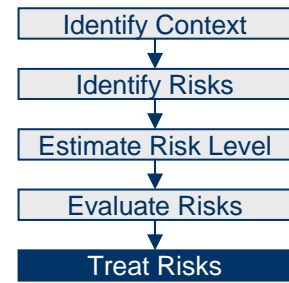 Identify Context
Identify Risks
Estimate Risk Level
Evaluate Risks
Treat Risks